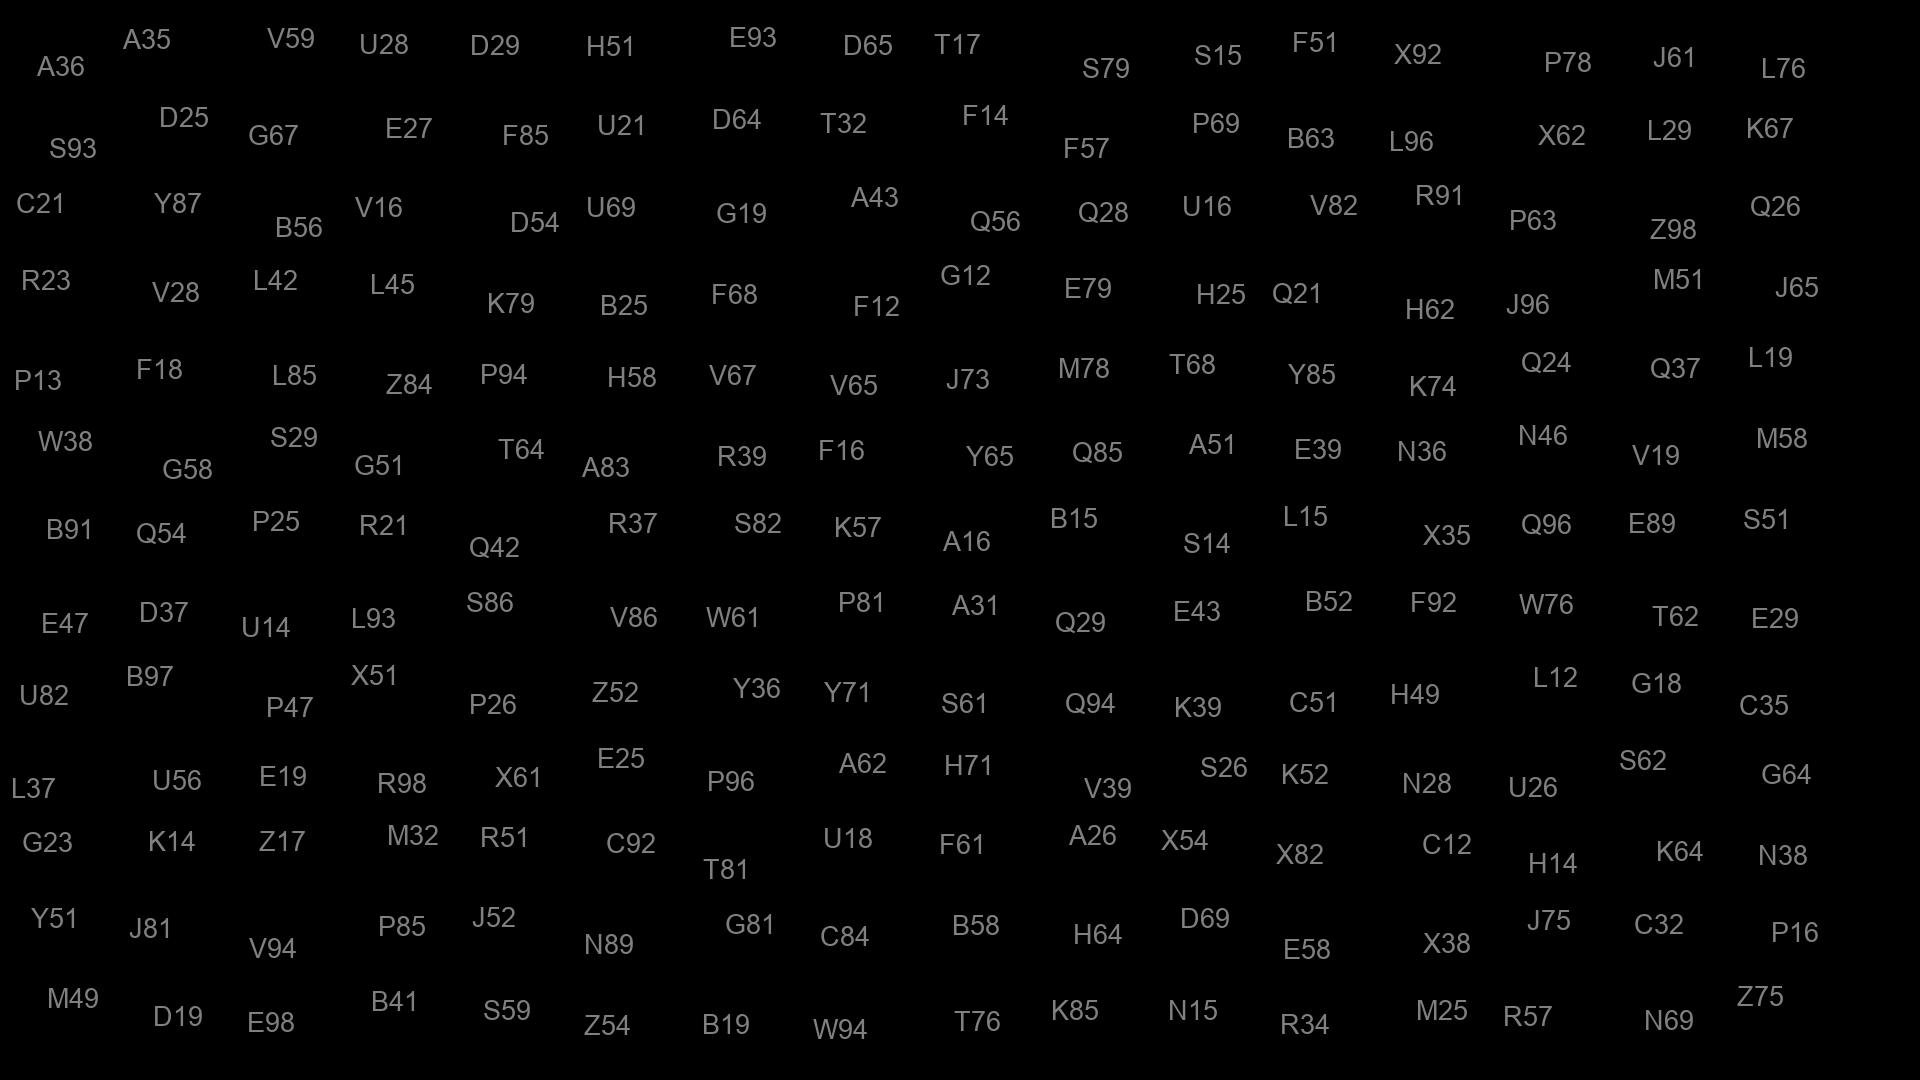 A36 A35 V59 U28 D29 H51 E93 D65 T17 S79 S15 F51 X92 P78 J61 L76
S93 D25 G67 E27 F85 U21 D64 T32 F14 F57 P69 B63 L96 X62 L29 K67
C21 Y87 B56 V16 D54 U69 G19 A43 Q56 Q28 U16 V82 R91 P63 Z98 Q26
R23 V28 L42 L45 K79 B25 F68 F12 G12 E79 H25 Q21 H62 J96 M51 J65
P13 F18 L85 Z84 P94 H58 V67 V65 J73 M78 T68 Y85 K74 Q24 Q37 L19
W38 G58 S29 G51 T64 A83 R39 F16 Y65 Q85 A51 E39 N36 N46 V19 M58
B91 Q54 P25 R21 Q42 R37 S82 K57 A16 B15 S14 L15 X35 Q96 E89 S51
E47 D37 U14 L93 S86 V86 W61 P81 A31 Q29 E43 B52 F92 W76 T62 E29
U82 B97 P47 X51 P26 Z52 Y36 Y71 S61 Q94 K39 C51 H49 L12 G18 C35
L37 U56 E19 R98 X61 E25 P96 A62 H71 V39 S26 K52 N28 U26 S62 G64
G23 K14 Z17 M32 R51 C92 T81 U18 F61 A26 X54 X82 C12 H14 K64 N38
Y51 J81 V94 P85 J52 N89 G81 C84 B58 H64 D69 E58 X38 J75 C32 P16
M49 D19 E98 B41 S59 Z54 B19 W94 T76 K85 N15 R34 M25 R57 N69 Z75